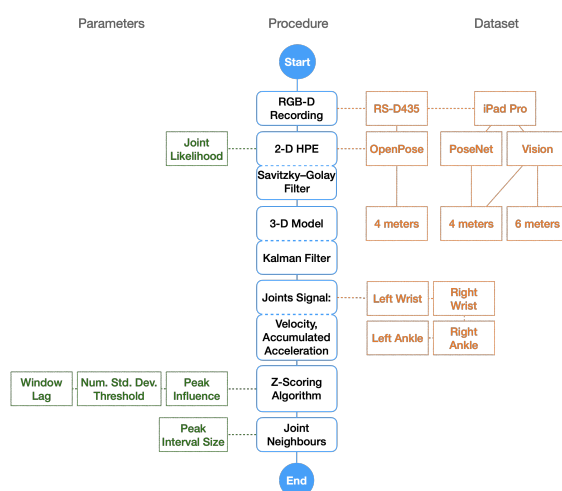 Parameters
Procedure
Dataset
Start
RGB-D
Recording
RS-D435
iPad Pro
Joint
Likelihood
2-D HPE
OpenPose
PoseNet
Vision
Savitzky–Golay
Filter
3-D Model
4 meters
4 meters
6 meters
Kalman Filter
Joints Signal:
Left Wrist
Right
Wrist
Velocity,
Accumulated
Acceleration
Left Ankle
Right
Ankle
Window
Lag
Num. Std. Dev.
Threshold
Peak
Influence
Z-Scoring
Algorithm
Peak
Interval Size
Joint
Neighbours
End